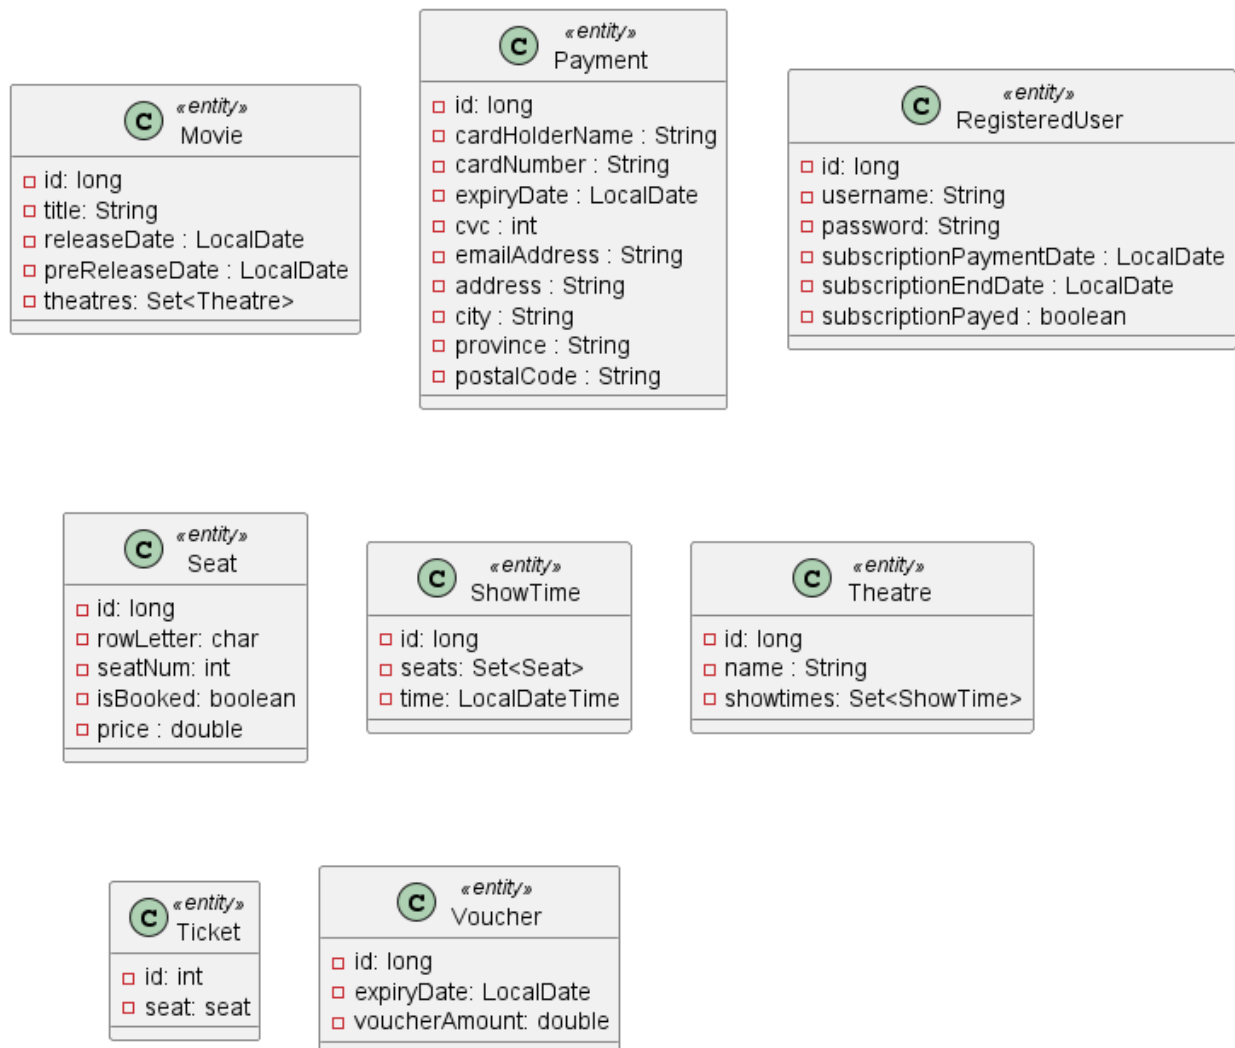 «entity»
C Movie
id: long
title: String
releaseDate : LocalDate
preReleaseDate : LocalDate
theatres: Set<Theatre>
«entity»
C Payment
id: long
cardHolderName : String
cardNumber : String
expiryDate : LocalDate
cvc : int
emailAddress : String
address : String
city : String
province : String
postalCode : String
«entity»
C RegisteredUser
id: long
username: String
password: String
subscriptionPaymentDate : LocalDate
subscriptionEndDate : LocalDate
subscriptionPayed : boolean
«entity»
C Seat
id: long
rowLetter: char
seatNum: int
isBooked: boolean
price : double
«entity»
C ShowTime
id: long
seats: Set<Seat>
time: LocalDateTime
«entity»
C Theatre
id: long
name : String
showtimes: Set<ShowTime>
«entity»
C Ticket
id: int
seat: seat
«entity»
C Voucher
id: long
expiryDate: LocalDate
voucherAmount: double